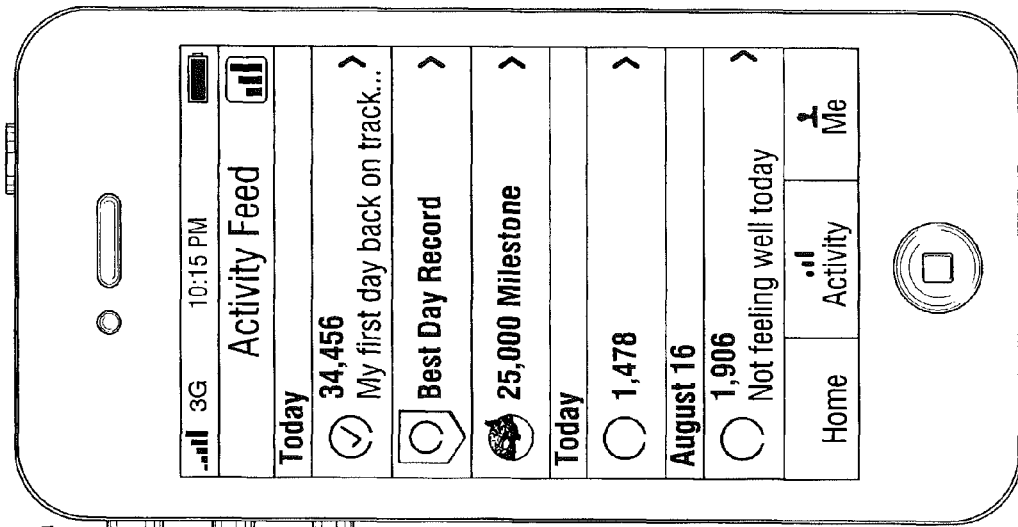 3G 10:15 PM
Activity Feed
Today
34,456
My first day back on track...
Best Day Record
25,000 Milestone
Today
1,478
August 16
1,906
Not feeling well today
Home Activity Me